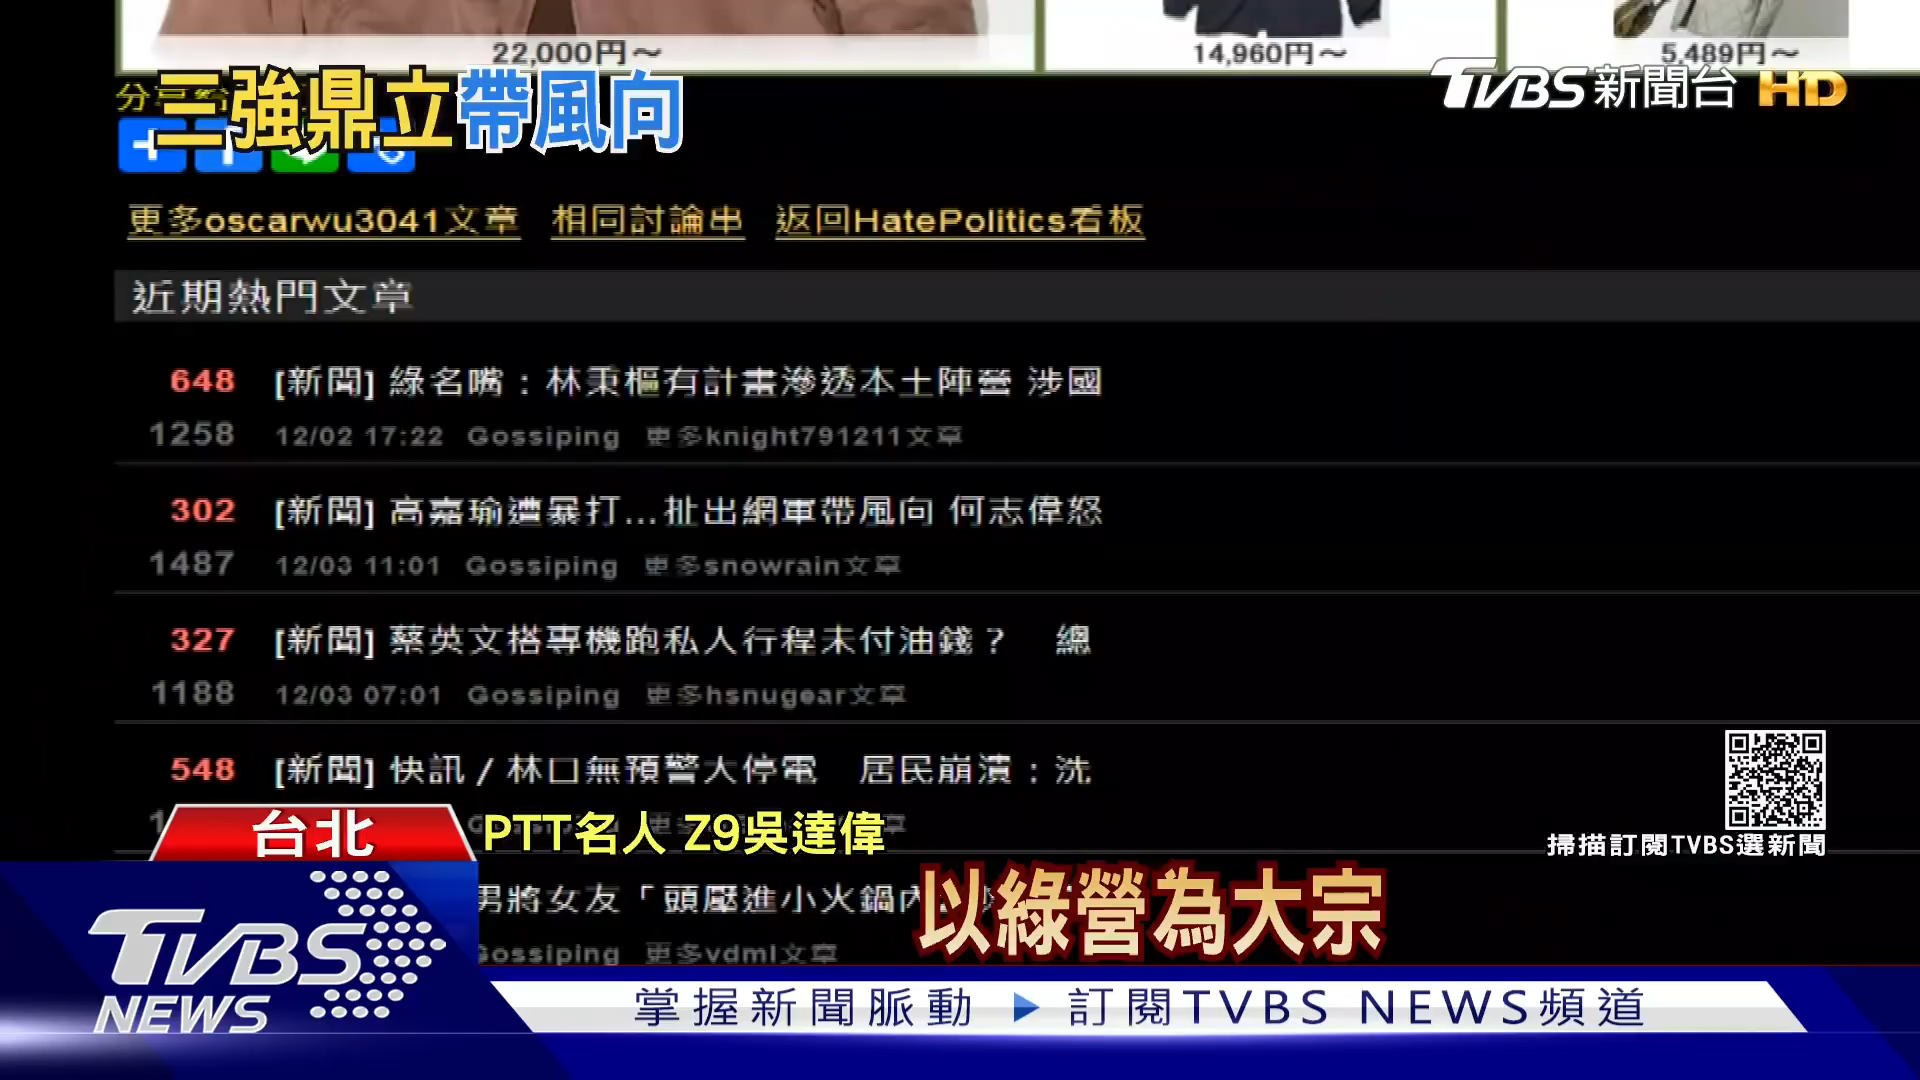 22,000円～
14,960円～
5,489円～
三強鼎立帶風向
TVBS新聞台 HD
更多oscarwu3041文章 相同討論串 返回HatePolitics看板
近期熱門文章
648 [新聞] 綠名嘴：林秉樞有計畫滲透本土陣營 涉國
1258 12/02 17:22 Gossiping 更多knight791211文章
302 [新聞] 高嘉瑜遭暴打...扯出網軍帶風向 何志偉怒
1487 12/03 11:01 Gossiping 更多snowrain文章
327 [新聞] 蔡英文搭專機跑私人行程未付油錢？ 總
1188 12/03 07:01 Gossiping 更多hsnugear文章
548 [新聞] 快訊／林口無預警大停電 居民崩潰：洗
台北 PTT名人 Z9吳達偉
掃描訂閱TVBS選新聞
男將女友「頭壓進小火鍋內
以綠營為大宗
Gossiping 更多vdml文章
TVBS NEWS
掌握新聞脈動 ▶ 訂閱TVBS NEWS頻道